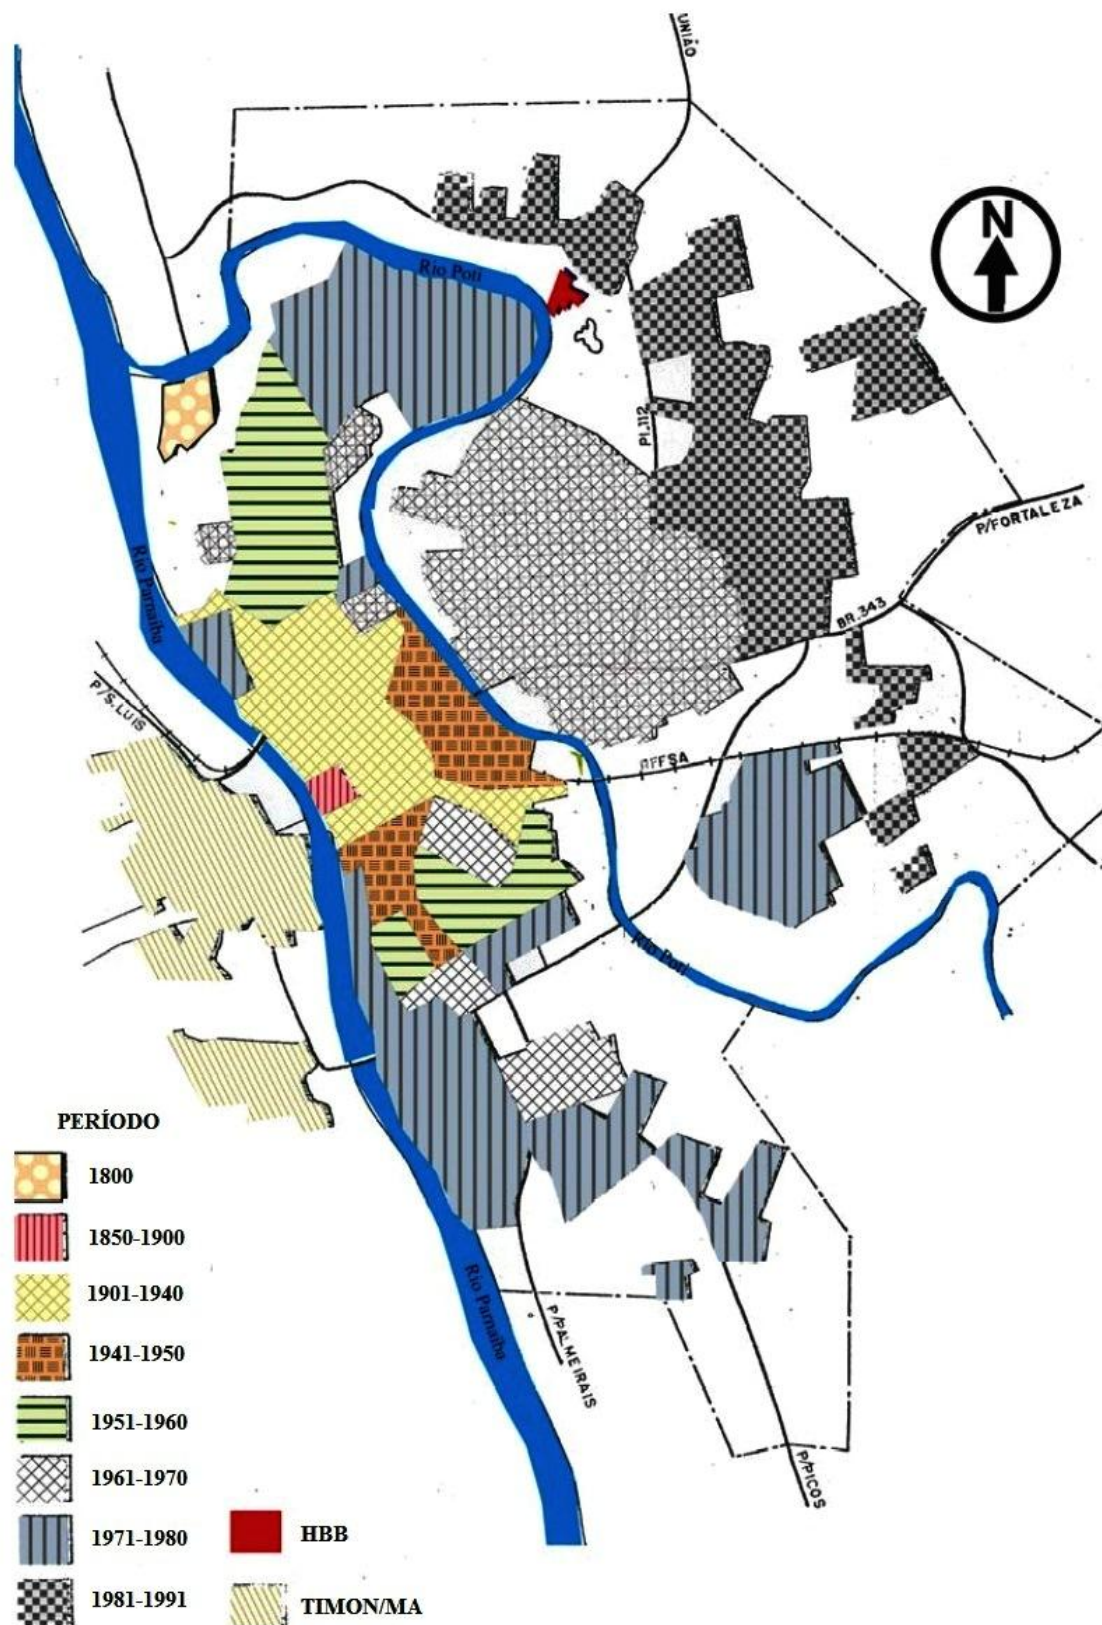 UNIÃO
N
Rio Poti
PI.112
P/FORTALEZA
Rio Parnaíba
BR.343
P/S.LUIS
RFFSA
Rio Poti
PERÍODO
1800
1850-1900
1901-1940
1941-1950
1951-1960
1961-1970
1971-1980
1981-1991
HBB
TIMON/MA
Rio Parnaíba
P/PALMEIRAIS
P/PICOS